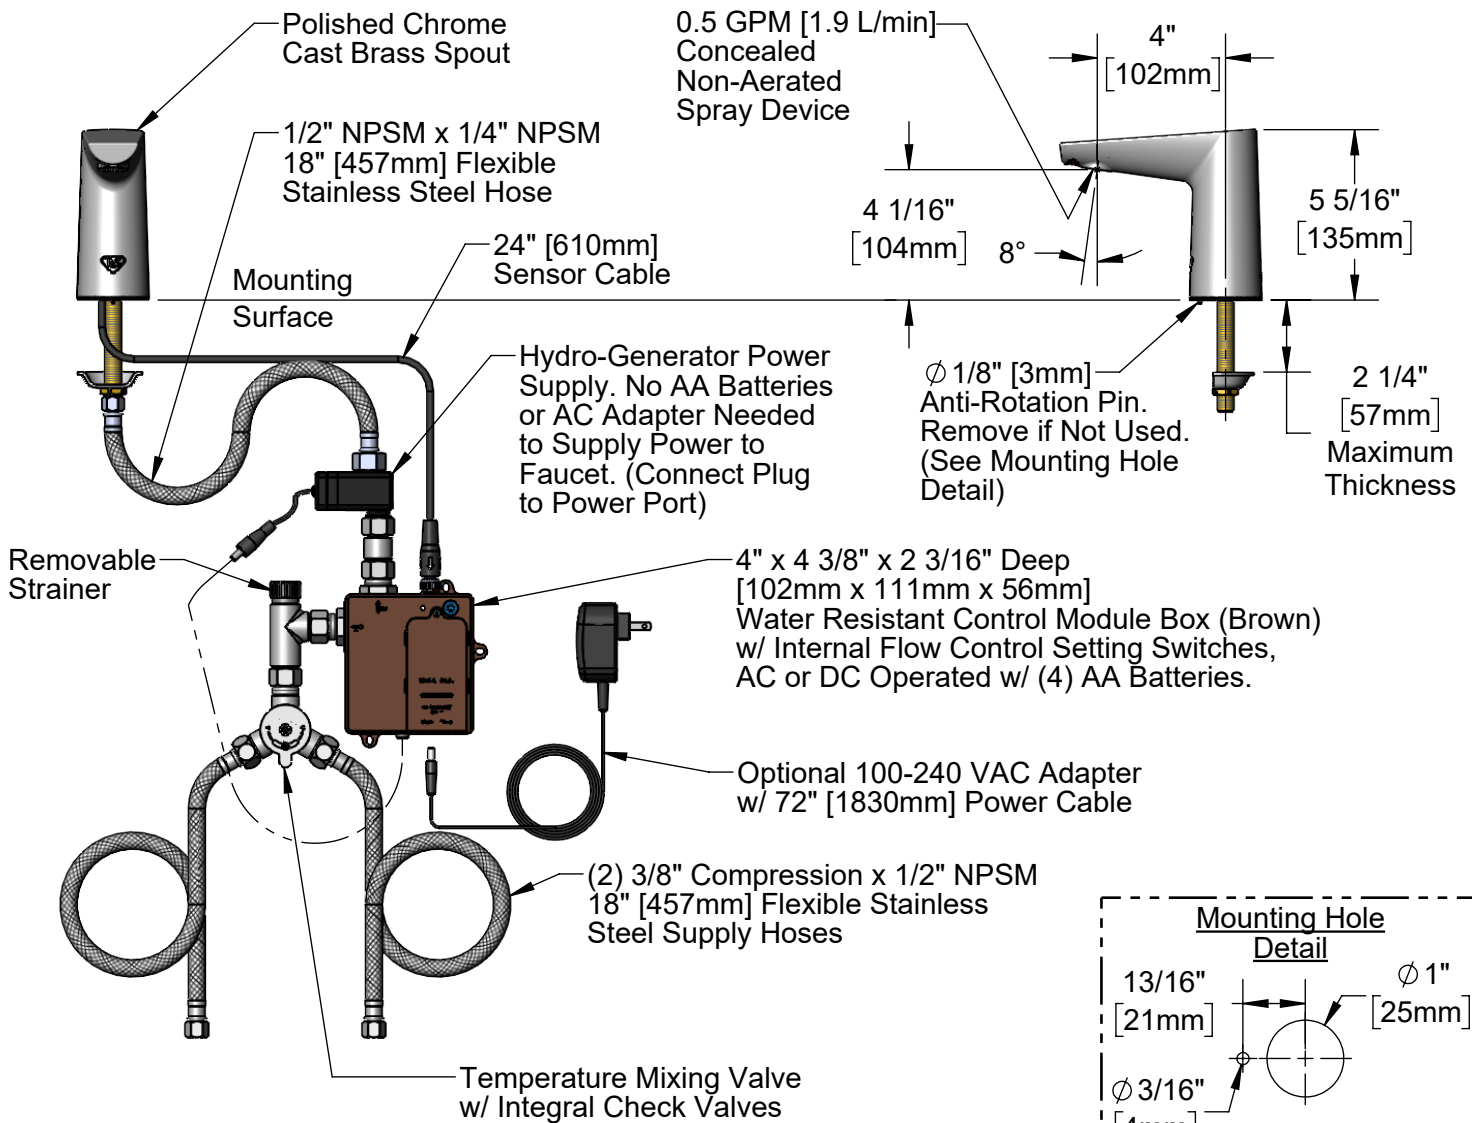 Polished Chrome
Cast Brass Spout
0.5 GPM [1.9 L/min]
Concealed
Non-Aerated
Spray Device
4"
[102mm]
1/2" NPSM x 1/4" NPSM
18" [457mm] Flexible
Stainless Steel Hose
4 1/16"
[104mm]
8°
5 5/16"
[135mm]
24" [610mm]
Sensor Cable
Mounting
Surface
Hydro-Generator Power
Supply. No AA Batteries
or AC Adapter Needed
to Supply Power to
Faucet. (Connect Plug
to Power Port)
Ø 1/8" [3mm]
Anti-Rotation Pin.
Remove if Not Used.
(See Mounting Hole
Detail)
2 1/4"
[57mm]
Maximum
Thickness
Removable
Strainer
4" x 4 3/8" x 2 3/16" Deep
[102mm x 111mm x 56mm]
Water Resistant Control Module Box (Brown)
w/ Internal Flow Control Setting Switches,
AC or DC Operated w/ (4) AA Batteries.
Optional 100-240 VAC Adapter
w/ 72" [1830mm] Power Cable
(2) 3/8" Compression x 1/2" NPSM
18" [457mm] Flexible Stainless
Steel Supply Hoses
Temperature Mixing Valve
w/ Integral Check Valves
Mounting Hole
Detail
13/16"
[21mm]
Ø 1"
[25mm]
Ø 3/16"
[4mm]